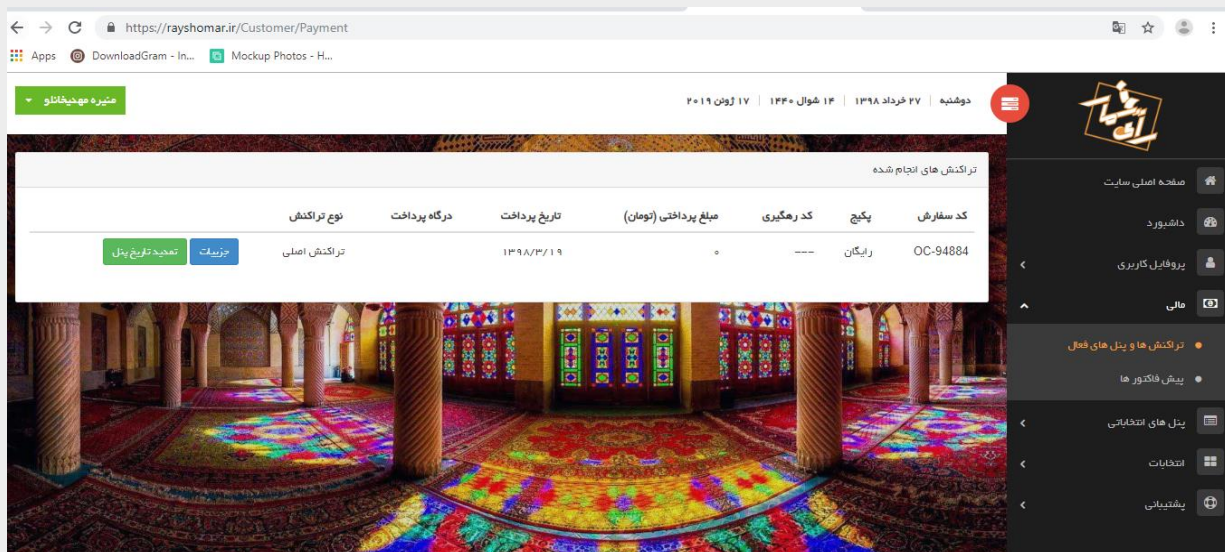 https://rayshomar.ir/Customer/Payment
Apps DownloadGram - In... Mockup Photos - H...
منیره مهدیخانلو
دوشنبه | ۲۷ خرداد ۱۳۹۸ | ۱۴ شوال ۱۴۴۰ | ۱۷ ژوئن ۲۰۱۹
رای شمار
تراکنش های انجام شده
کد سفارش پکیج کد رهگیری مبلغ پرداختی (تومان) تاریخ پرداخت درگاه پرداخت نوع تراکنش
OC-94884 رایگان --- ۰ ۱۳۹۸/۳/۱۹ تراکنش اصلی جزییات تمدید تاریخ پنل
صفحه اصلی سایت
داشبورد
پروفایل کاربری
مالی
تراکنش ها و پنل های فعال
پیش فاکتور ها
پنل های انتخاباتی
انتخابات
پشتیبانی